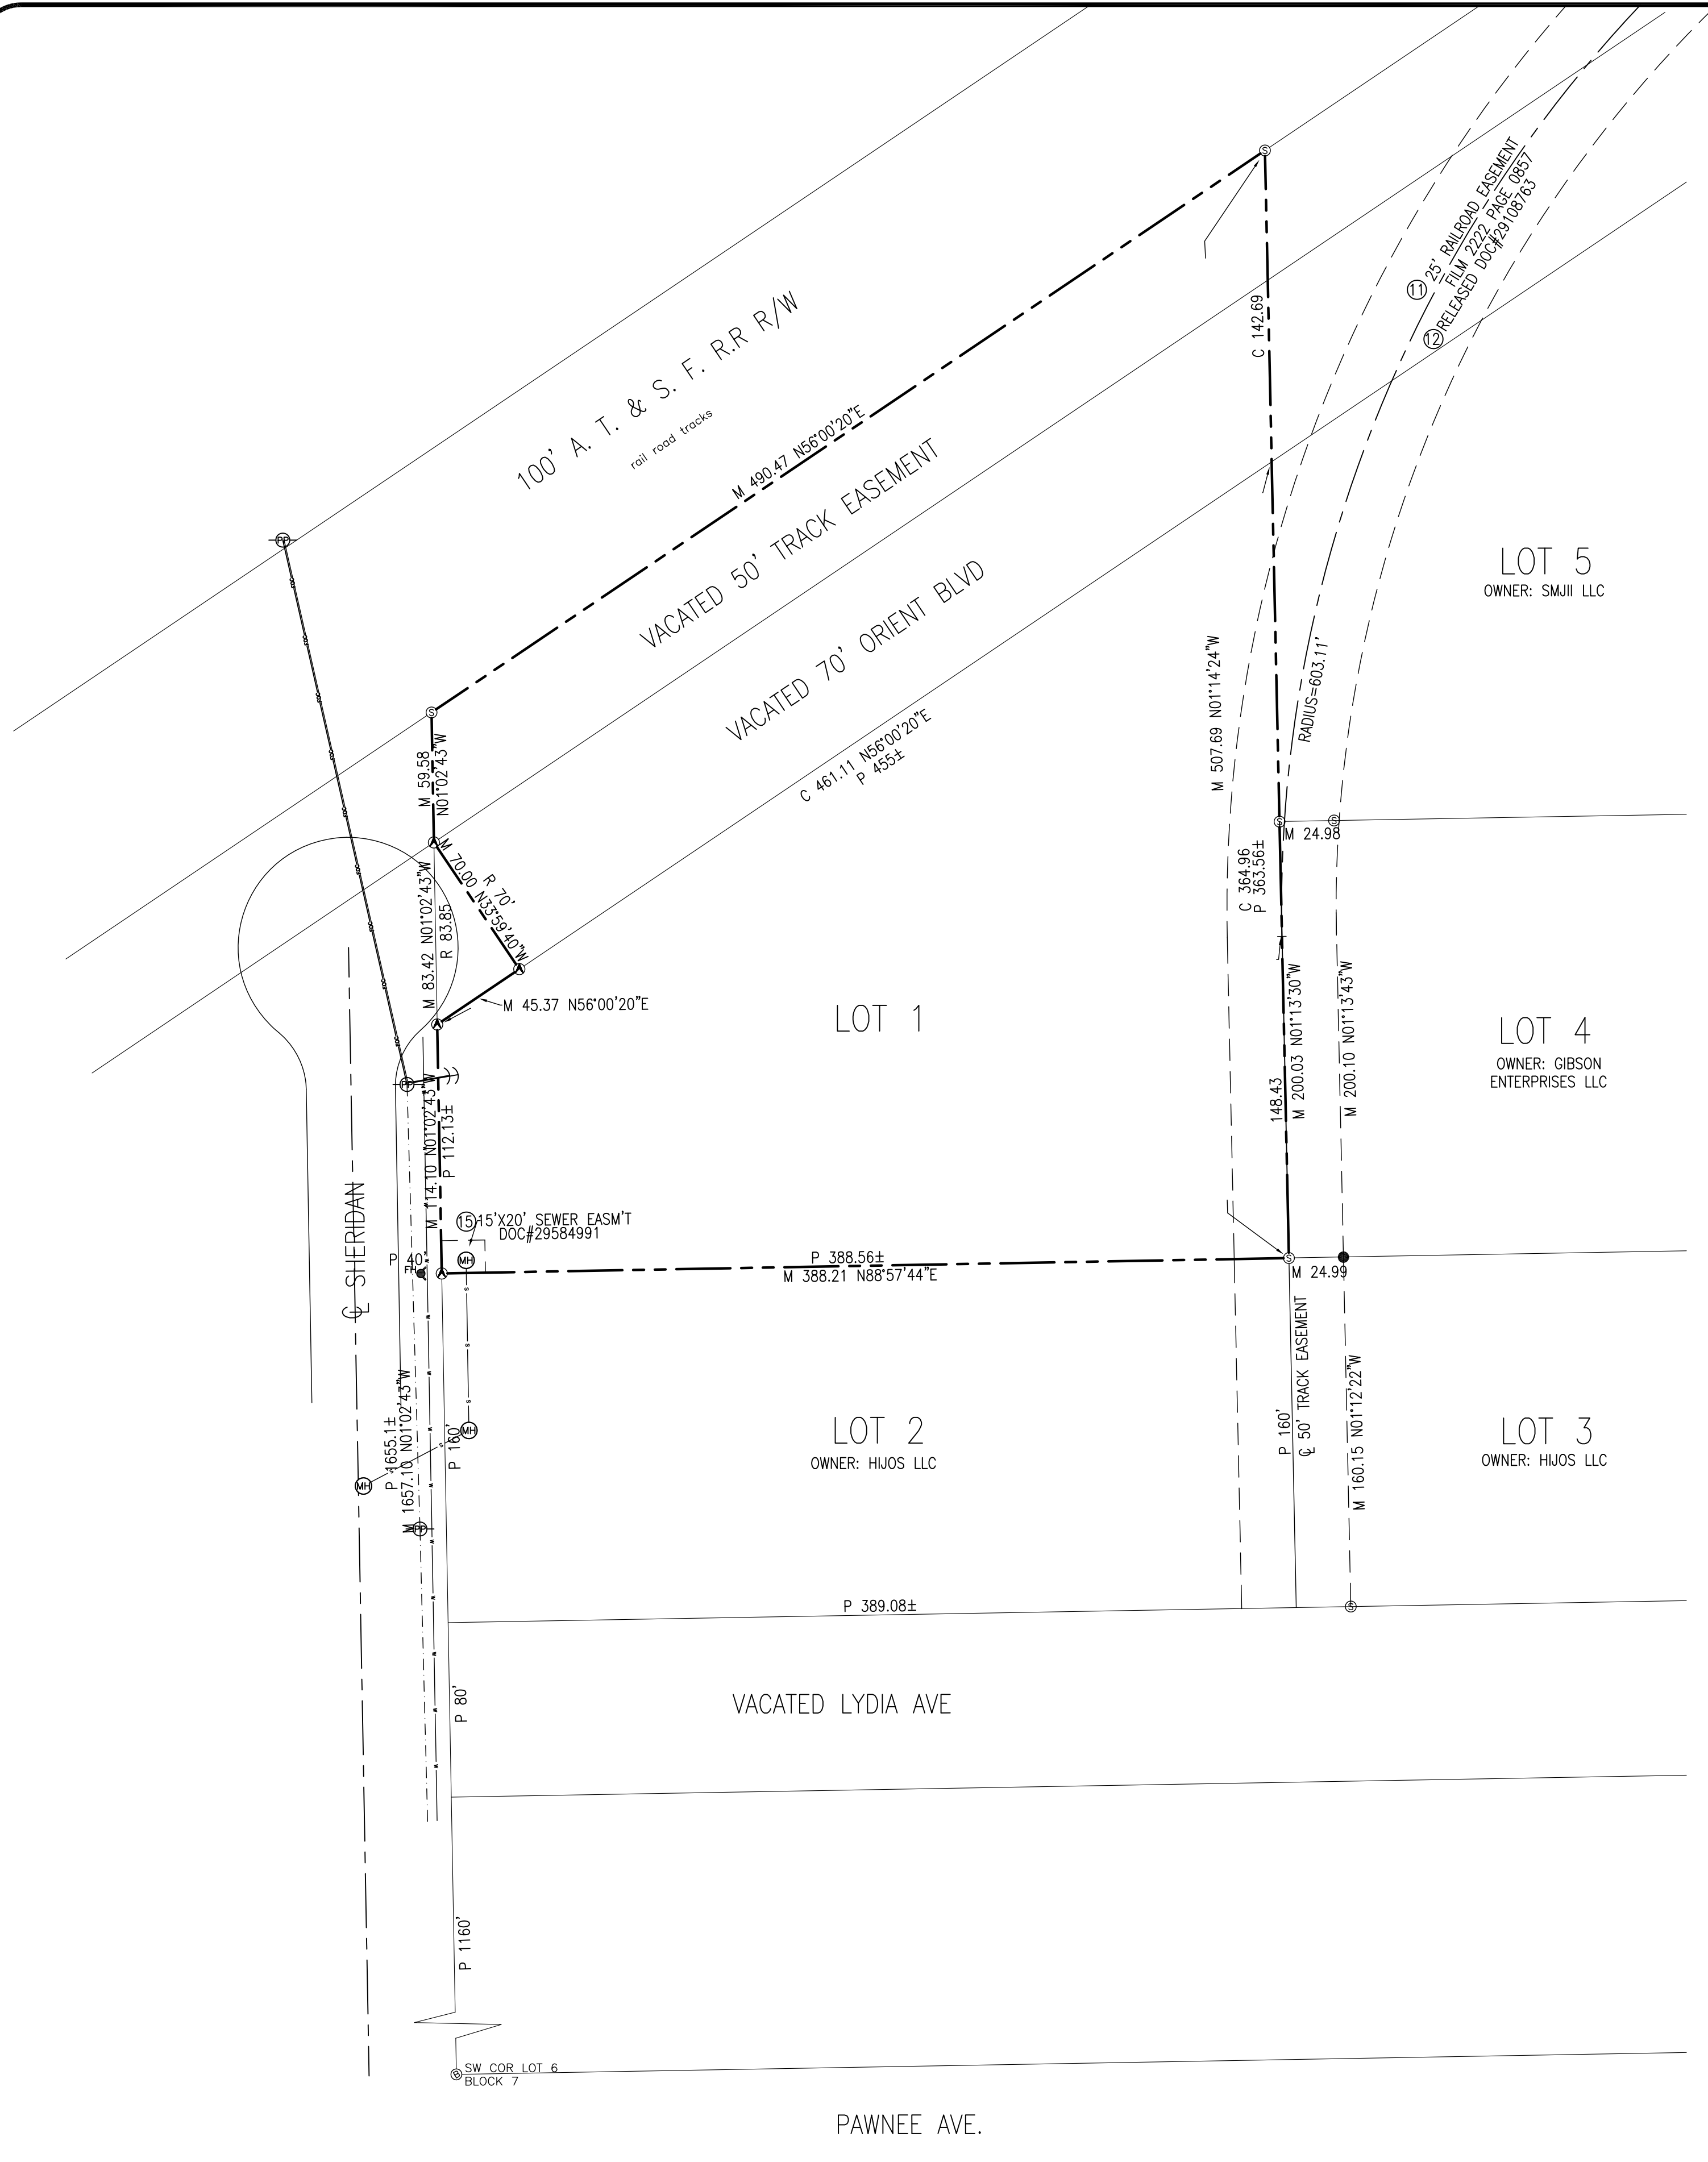 25' RAILROAD EASEMENT
FILM 2222 PAGE 0857
RELEASED DOC#29108763
11
12
100' A. T. & S. F. R.R R/W
rail road tracks
C 142.69
M 490.47 N56°00'20"E
VACATED 50' TRACK EASEMENT
VACATED 70' ORIENT BLVD
C 461.11 N56°00'20"E
P 455±
LOT 5
OWNER: SMJII LLC
RADIUS=603.11'
M 507.69 N01°14'24"W
M 59.58
N01°02'43"W
M 24.98
M 70.00 N33°59'40"W
R 70'
M 83.42 N01°02'43"W
R 83.85
C 364.96
P 363.56±
M 45.37 N56°00'20"E
LOT 1
LOT 4
OWNER: GIBSON
ENTERPRISES LLC
148.43
M 200.03 N01°13'30"W
M 200.10 N01°13'43"W
PP
PP
M 114.10 N01°02'43"W
P 112.13±
15
15'X20' SEWER EASM'T
DOC#29584991
℄ SHERIDAN
P 40'
FH
MH
P 388.56±
M 388.21 N88°57'44"E
M 24.99
℄ 50' TRACK EASEMENT
P 160'
M 160.15 N01°12'22"W
P 1655.1±
M 1657.10 N01°02'43"W
P 160'
MH
MH
PP
LOT 2
OWNER: HIJOS LLC
LOT 3
OWNER: HIJOS LLC
P 389.08±
P 80'
VACATED LYDIA AVE
P 1160'
SW COR LOT 6
BLOCK 7
PAWNEE AVE.